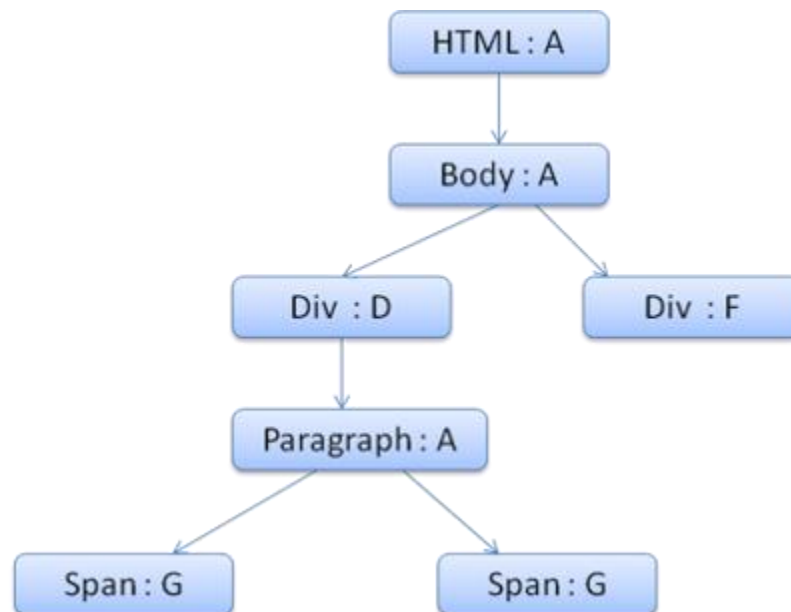 HTML : A
Body : A
Div : D
Div : F
Paragraph : A
Span : G
Span : G